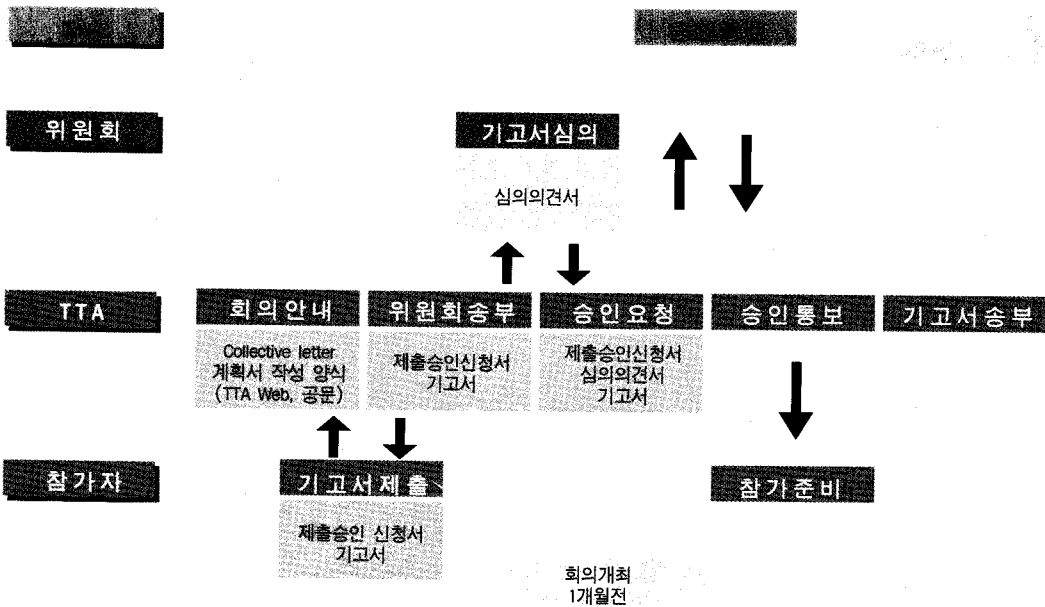 위원회
기고서심의
심의의견서
TTA
회의안내
위원회송부
승인요청
승인통보
기고서송부
Collective letter
계획서 작성 양식
(TTA Web, 공문)
제출승인신청서
기고서
제출승인신청서
심의의견서
기고서
참가자
기고서제출
참가준비
제출승인 신청서
기고서
회의개최
1개월전